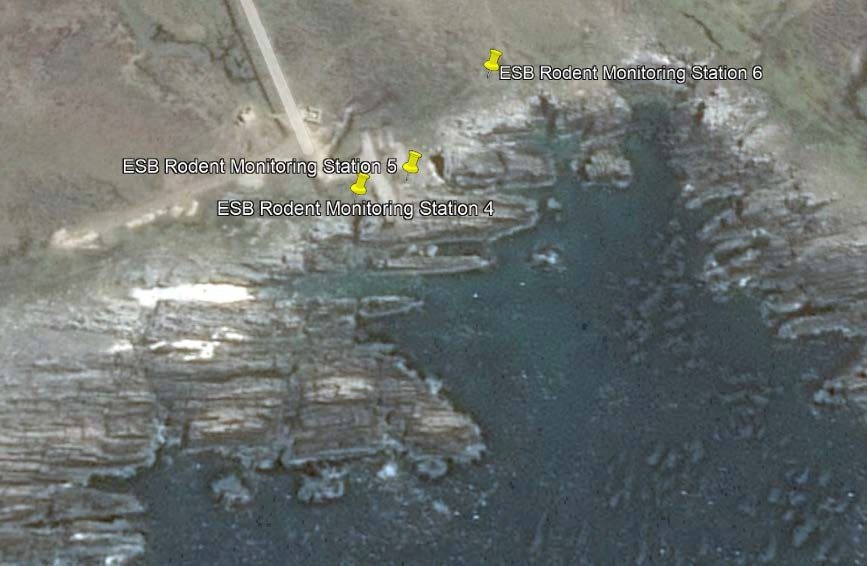 ESB Rodent Monitoring Station 6
ESB Rodent Monitoring Station 5
ESB Rodent Monitoring Station 4